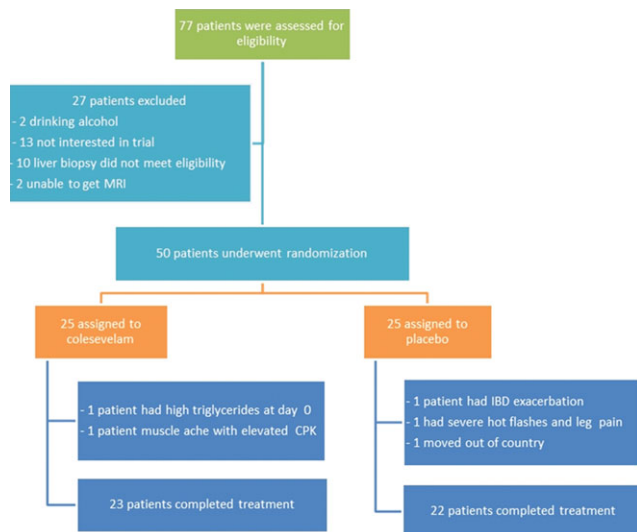 77 patients were assessed for
eligibility
27 patients excluded
- 2 drinking alcohol
- 13 not interested in trial
- 10 liver biopsy did not meet eligibility
- 2 unable to get MRI
50 patients underwent randomization
25 assigned to
colesevelam
25 assigned to
placebo
- 1 patient had high triglycerides at day 0
- 1 patient muscle ache with elevated CPK
- 1 patient had IBD exacerbation
- 1 had severe hot flashes and leg pain
- 1 moved out of country
23 patients completed treatment
22 patients completed treatment